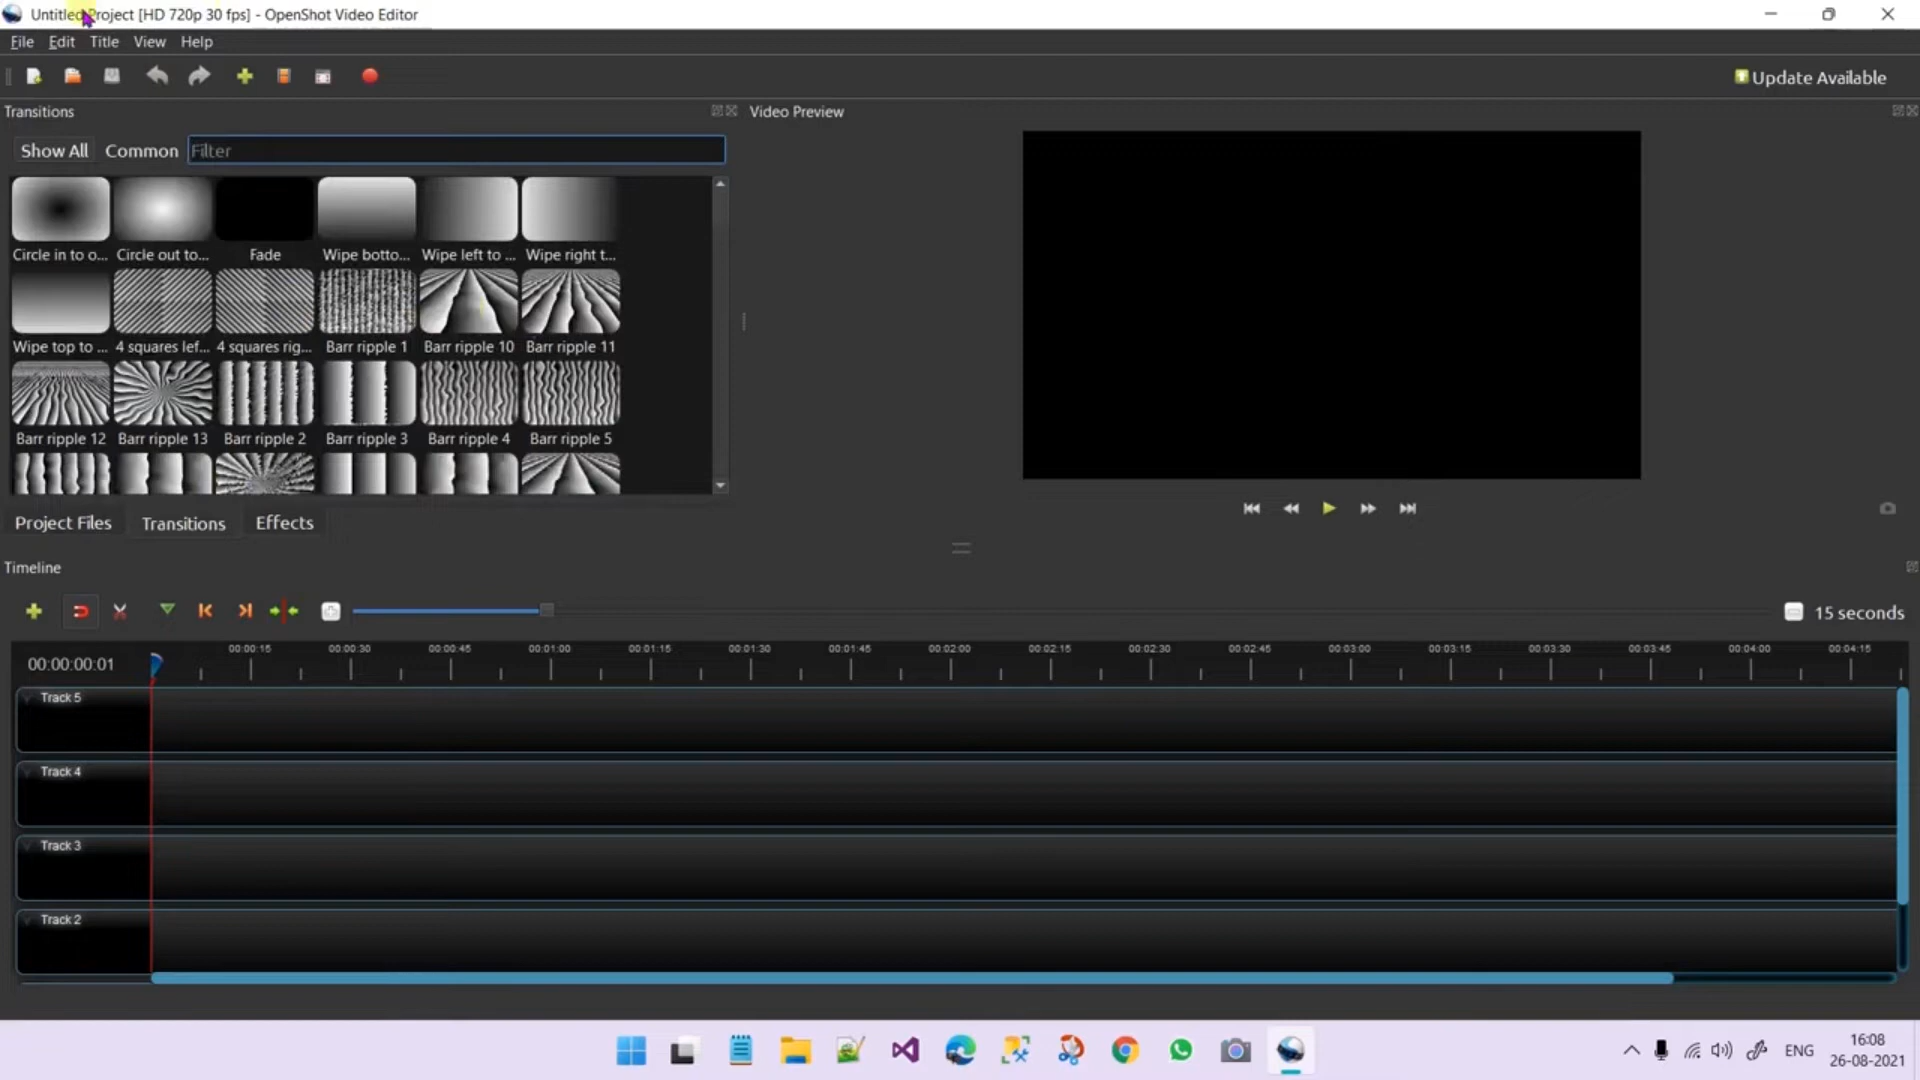 Untitled Project [HD 720p 30 fps] - OpenShot Video Editor
File Edit Title View Help
Update Available
Transitions
Video Preview
Show All Common Filter
Circle in to o... Circle out to... Fade Wipe botto... Wipe left to ... Wipe right t...
Wipe top to ... 4 squares lef... 4 squares rig... Barr ripple 1 Barr ripple 10 Barr ripple 11
Barr ripple 12 Barr ripple 13 Barr ripple 2 Barr ripple 3 Barr ripple 4 Barr ripple 5
Project Files Transitions Effects
Timeline
15 seconds
00:00:00:01
00:00:15 00:00:30 00:00:45 00:01:00 00:01:15 00:01:30 00:01:45 00:02:00 00:02:15 00:02:30 00:02:45 00:03:00 00:03:15 00:03:30 00:03:45 00:04:00 00:04:15
Track 5
Track 4
Track 3
Track 2
ENG
16:08
26-08-2021